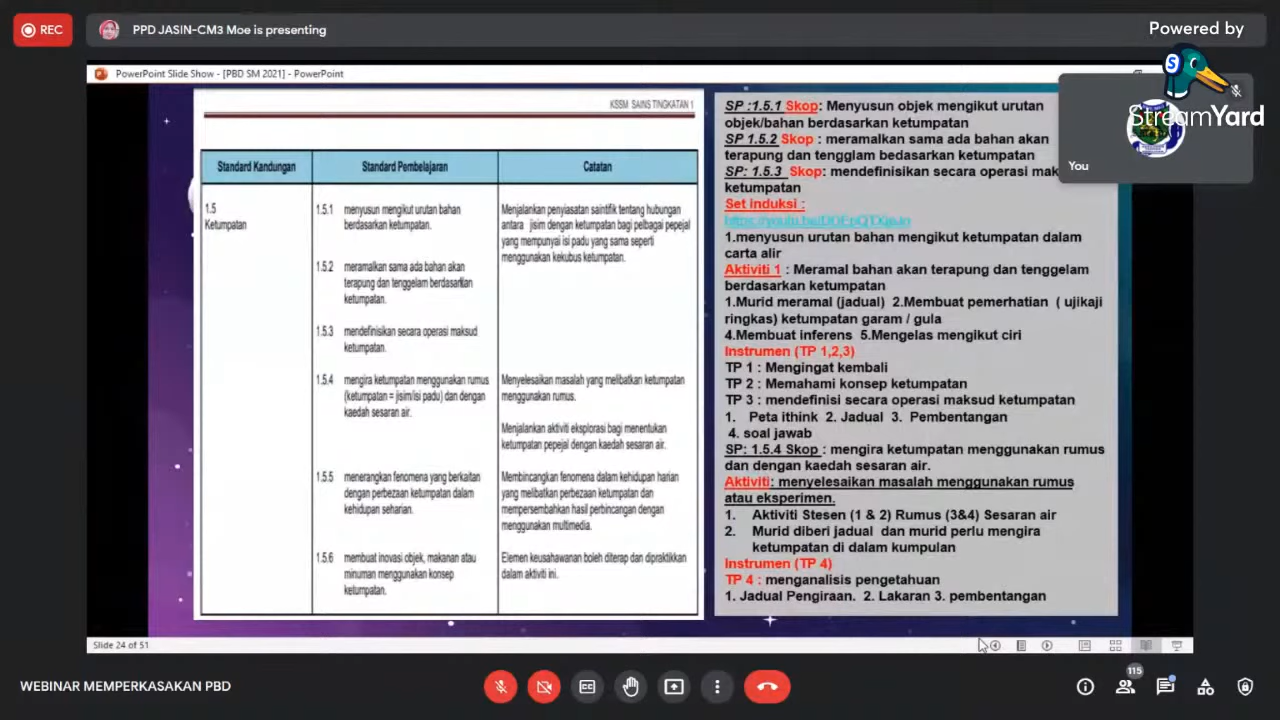 REC
PPD JASIN-CM3 Moe is presenting
Powered by
StreamYard
PowerPoint Slide Show - [PBD SM 2021] - PowerPoint
You
KSSM SAINS TINGKATAN 1
Standard Kandungan
Standard Pembelajaran
Catatan
1.5
Ketumpatan
1.5.1 menyusun mengikut urutan bahan
berdasarkan ketumpatan.
Menjalankan penyiasatan saintifik tentang hubungan
antara jisim dengan ketumpatan bagi pelbagai pepejal
yang mempunyai isi padu yang sama seperti
menggunakan kekubus ketumpatan.
1.5.2 meramalkan sama ada bahan akan
terapung dan tenggelam berdasarkan
ketumpatan.
1.5.3 mendefinisikan secara operasi maksud
ketumpatan.
1.5.4 mengira ketumpatan menggunakan rumus
(ketumpatan = jisim/isi padu) dan dengan
kaedah sesaran air.
Menyelesaikan masalah yang melibatkan ketumpatan
menggunakan rumus.
Menjalankan aktiviti eksplorasi bagi menentukan
ketumpatan pepejal dengan kaedah sesaran air.
1.5.5 menerangkan fenomena yang berkaitan
dengan perbezaan ketumpatan dalam
kehidupan seharian.
Membincangkan fenomena dalam kehidupan harian
yang melibatkan perbezaan ketumpatan dan
mempersembahkan hasil perbincangan dengan
menggunakan multimedia.
1.5.6 membuat inovasi objek, makanan atau
minuman menggunakan konsep
ketumpatan.
Elemen keusahawanan boleh diterap dan dipraktikkan
dalam aktiviti ini.
SP :1.5.1 Skop: Menyusun objek mengikut urutan
objek/bahan berdasarkan ketumpatan
SP 1.5.2 Skop : meramalkan sama ada bahan akan
terapung dan tengglam bedasarkan ketumpatan
SP: 1.5.3 Skop: mendefinisikan secara operasi
ketumpatan
Set induksi :
1.menyusun urutan bahan mengikut ketumpatan dalam
carta alir
Aktiviti 1 : Meramal bahan akan terapung dan tenggelam
berdasarkan ketumpatan
1.Murid meramal (jadual) 2.Membuat pemerhatian ( ujikaji
ringkas) ketumpatan garam / gula
4.Membuat inferens 5.Mengelas mengikut ciri
Instrumen (TP 1,2,3)
TP 1 : Mengingat kembali
TP 2 : Memahami konsep ketumpatan
TP 3 : mendefinisi secara operasi maksud ketumpatan
1. Peta ithink 2. Jadual 3. Pembentangan
4. soal jawab
SP: 1.5.4 Skop : mengira ketumpatan menggunakan rumus
dan dengan kaedah sesaran air.
Aktiviti: menyelesaikan masalah menggunakan rumus
atau eksperimen.
1. Aktiviti Stesen (1 & 2) Rumus (3&4) Sesaran air
2. Murid diberi jadual dan murid perlu mengira
ketumpatan di dalam kumpulan
Instrumen (TP 4)
TP 4 : menganalisis pengetahuan
1. Jadual Pengiraan. 2. Lakaran 3. pembentangan
Slide 24 of 51
WEBINAR MEMPERKASAKAN PBD
115